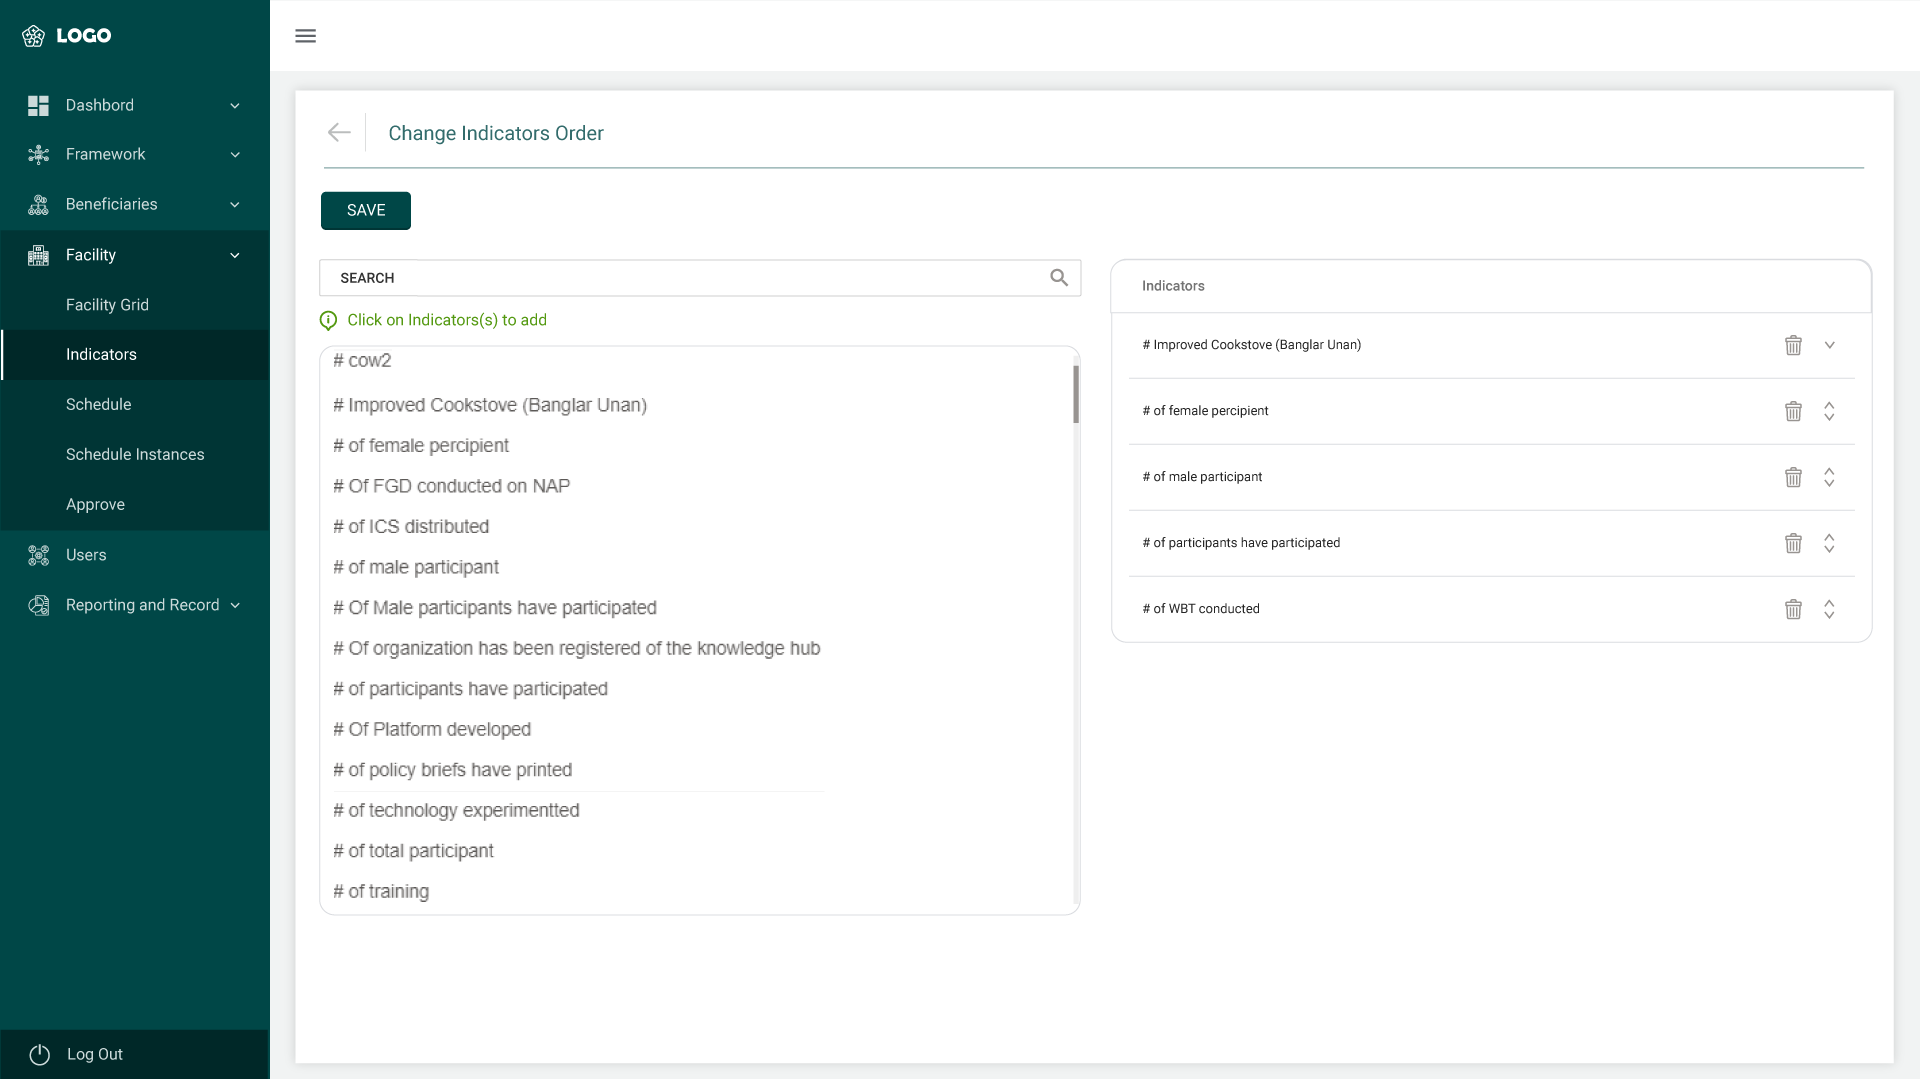 LOGO
Dashbord
Framework
Beneficiaries
Facility
Facility Grid
Indicators
Schedule
Schedule Instances
Approve
Users
Reporting and Record
Log Out
Change Indicators Order
SAVE
SEARCH
Click on Indicators(s) to add
# cow2
# Improved Cookstove (Banglar Unan)
# of female percipient
# Of FGD conducted on NAP
# of ICS distributed
# of male participant
# Of Male participants have participated
# Of organization has been registered of the knowledge hub
# of participants have participated
# Of Platform developed
# of policy briefs have printed
# of technology experimentted
# of total participant
# of training
Indicators
# Improved Cookstove (Banglar Unan)
# of female percipient
# of male participant
# of participants have participated
# of WBT conducted